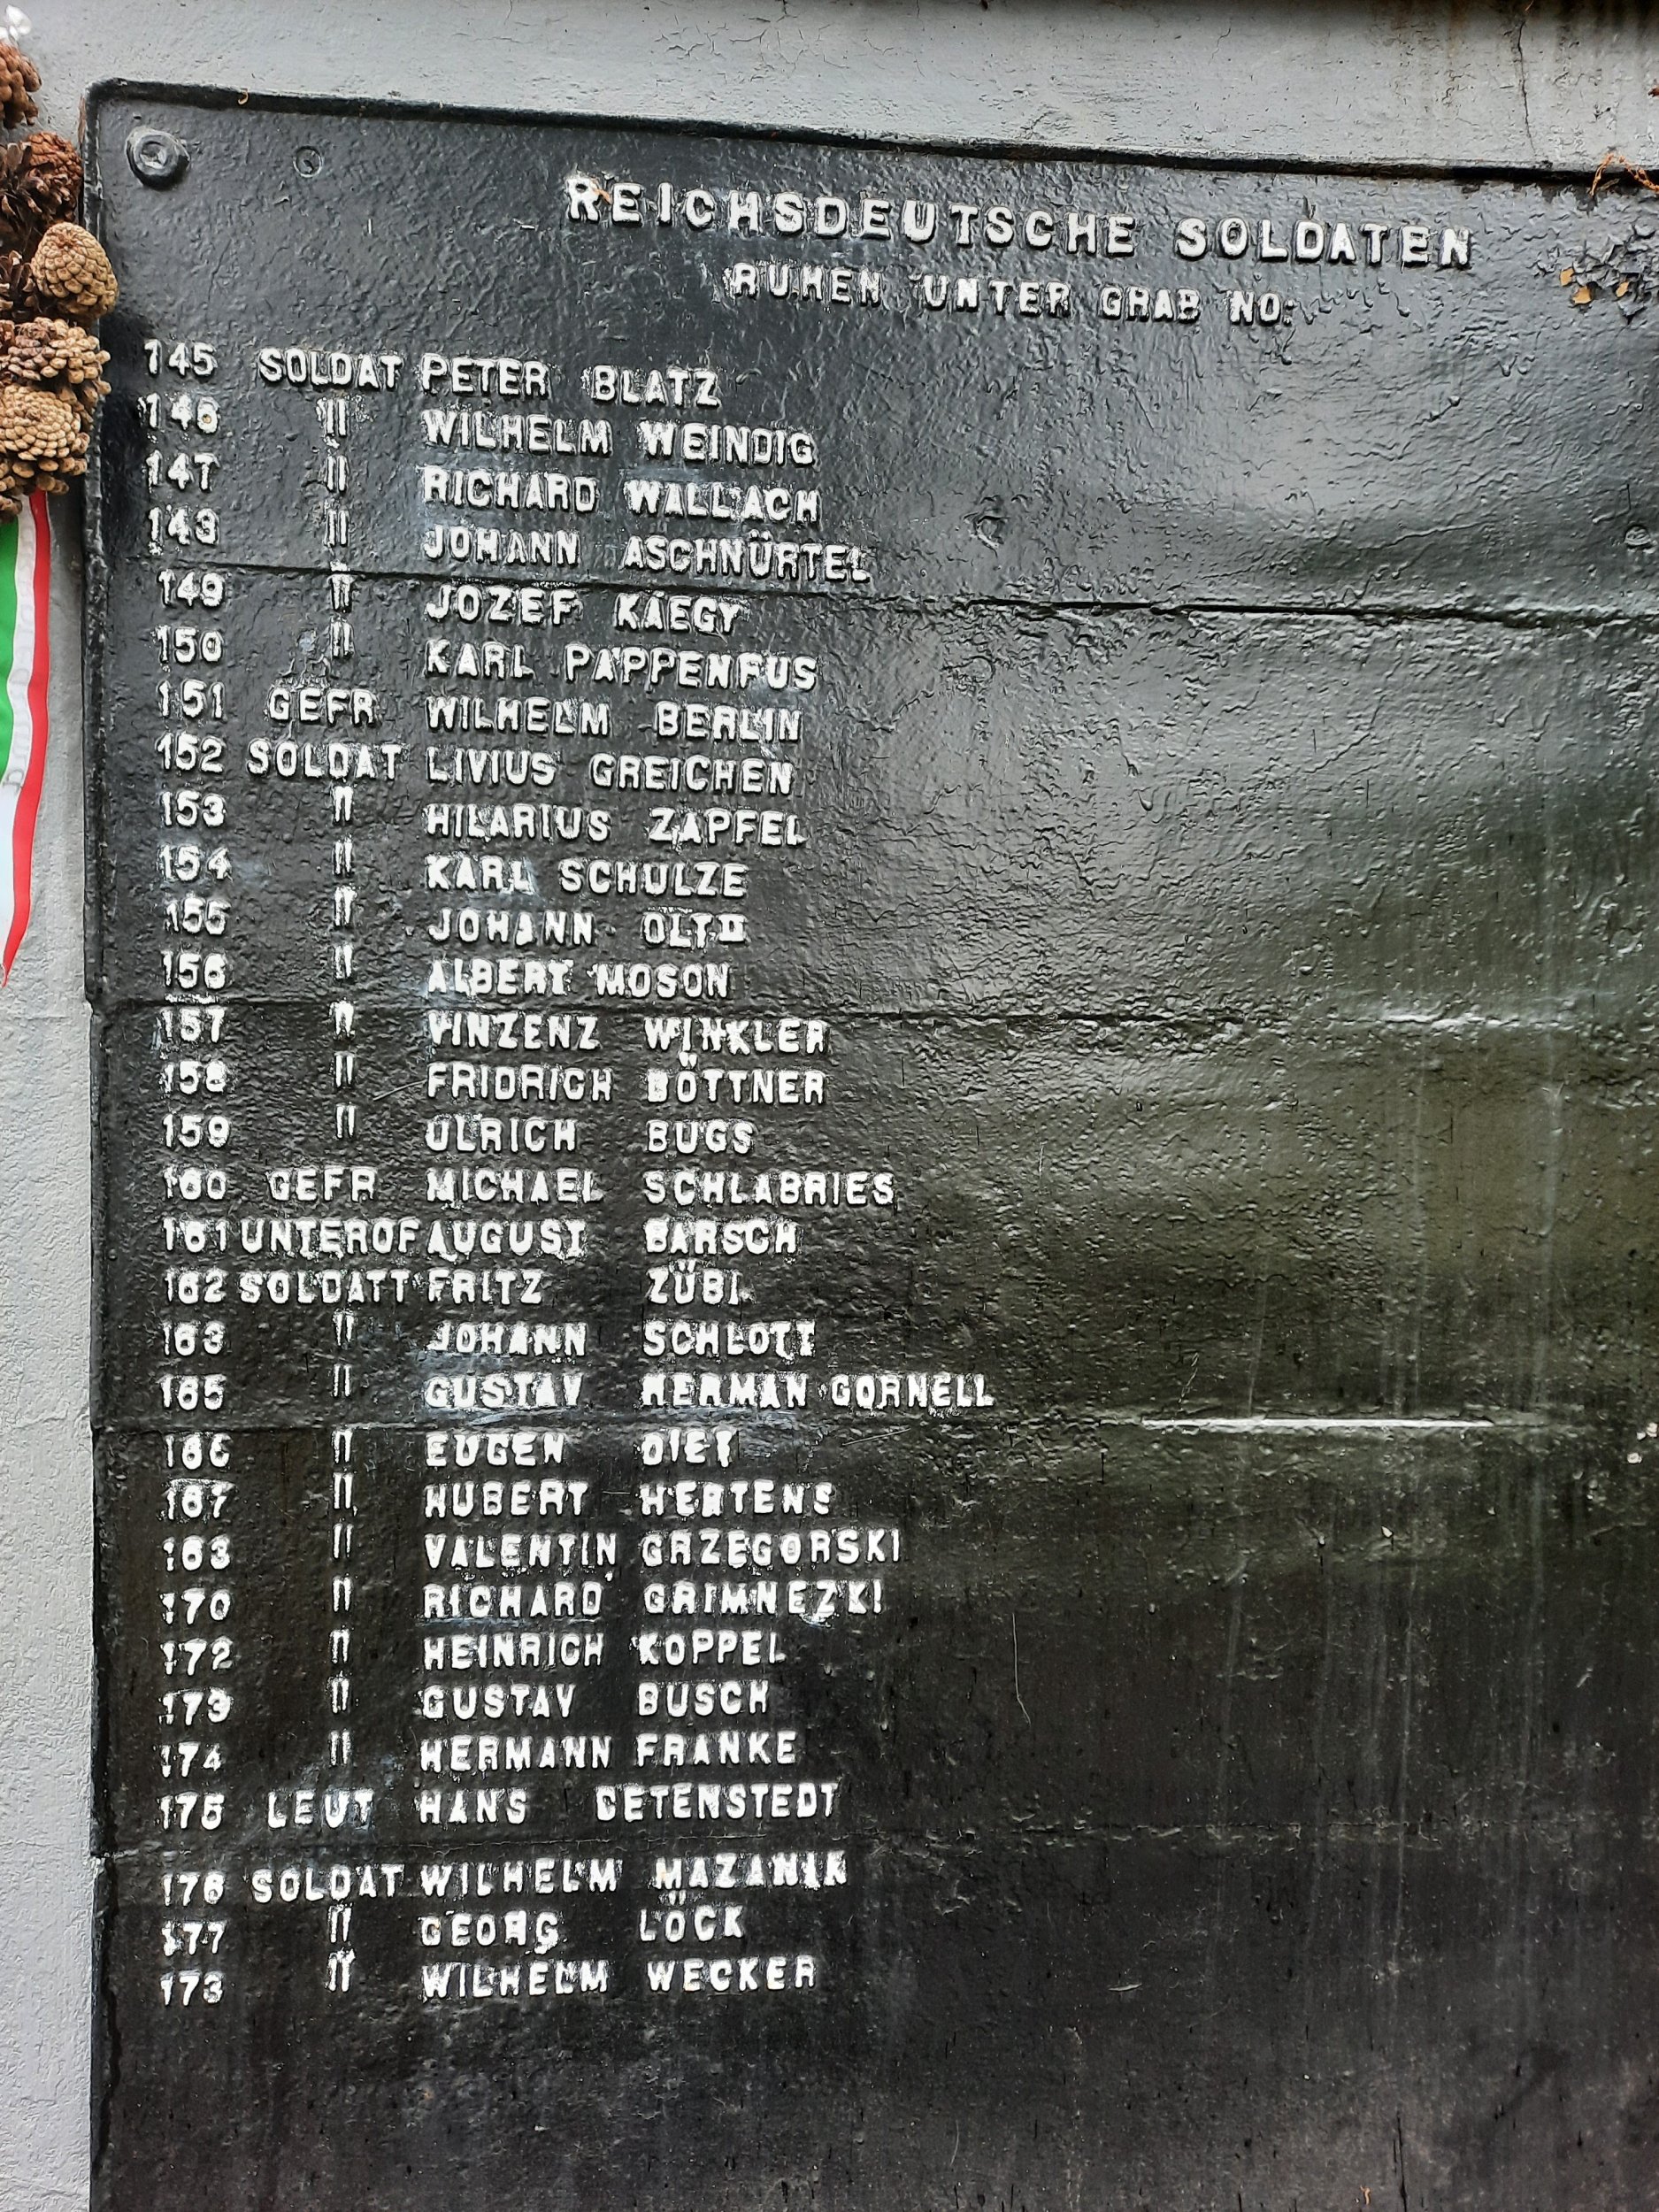 REICHSDEUTSCHE SOLDATEN
RUHEN UNTER GRAB NO:
145 SOLDAT PETER BLATZ
146 " WILHELM WEINDIG
147 " RICHARD WALLACH
148 " JOHANN ASCHNÜRTEL
149 " JOZEF KAEGY
150 " KARL PAPPENFUS
151 GEFR WILHELM BERLIN
152 SOLDAT LIVIUS GREICHEN
153 " HILARIUS ZAPFEL
154 " KARL SCHULZE
155 " JOHANN
156 " ALBERT MOSON
157 " VINZENZ WINKLER
158 " FRIDRICH BÖTTNER
159 " ULRICH BUGS
160 GEFR MICHAEL SCHLABRIES
161 UNTEROF AUGUST BARSCH
162 SOLDATT FRITZ ZÜBL
163 " JOHANN SCHLOTT
165 " GUSTAV HERMAN GORNELL
166 " EUGEN
167 " HUBERT HERTENS
168 " VALENTIN GRZEGORSKI
170 " RICHARD GRIMNEZKI
172 " HEINRICH KOPPEL
173 " GUSTAV BUSCH
174 " HERMANN FRANKE
175 LEUT HANS DETENSTEDT
176 SOLDAT WILHELM MAZANIK
177 " GEORG LÖCK
178 " WILHELM WECKER